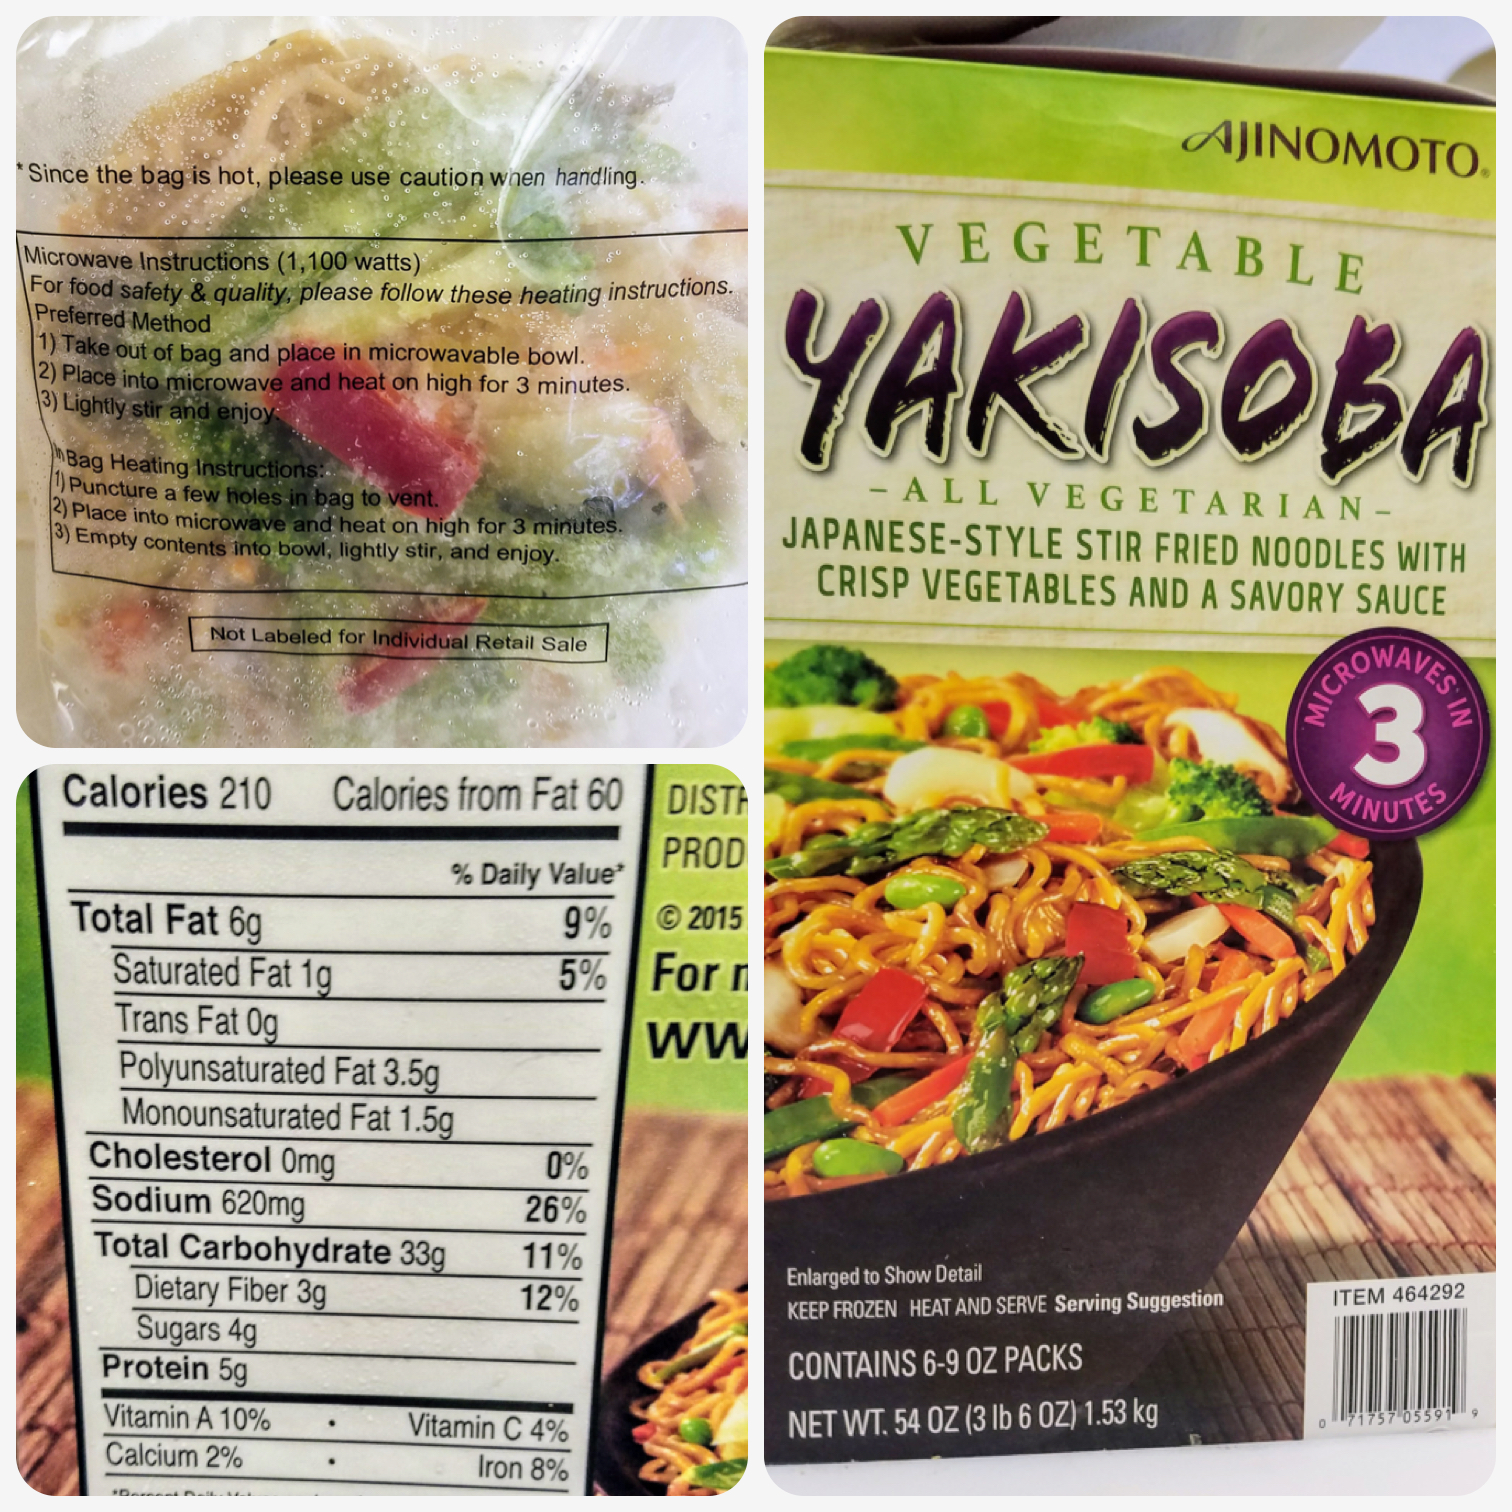 * Since the bag is hot, please use caution when handling.
Microwave Instructions (1,100 watts)
For food safety & quality, please follow these heating instructions.
Preferred Method
1) Take out of bag and place in microwavable bowl.
2) Place into microwave and heat on high for 3 minutes.
3) Lightly stir and enjoy.
In Bag Heating Instructions:
1) Puncture a few holes in bag to vent.
2) Place into microwave and heat on high for 3 minutes.
3) Empty contents into bowl, lightly stir, and enjoy.
Not Labeled for Individual Retail Sale
Calories 210 Calories from Fat 60
% Daily Value*
Total Fat 6g 9%
Saturated Fat 1g 5%
Trans Fat 0g
Polyunsaturated Fat 3.5g
Monounsaturated Fat 1.5g
Cholesterol 0mg 0%
Sodium 620mg 26%
Total Carbohydrate 33g 11%
Dietary Fiber 3g 12%
Sugars 4g
Protein 5g
Vitamin A 10% • Vitamin C 4%
Calcium 2% • Iron 8%
DIST
PROD
© 2015
For
ww
AJINOMOTO®
VEGETABLE
YAKISOBA
-ALL VEGETARIAN-
JAPANESE-STYLE STIR FRIED NOODLES WITH
CRISP VEGETABLES AND A SAVORY SAUCE
MICROWAVES IN
3
MINUTES
Enlarged to Show Detail
KEEP FROZEN HEAT AND SERVE Serving Suggestion
CONTAINS 6-9 OZ PACKS
NET WT. 54 OZ (3 lb 6 OZ) 1.53 kg
ITEM 464292
0 71757 05591 9